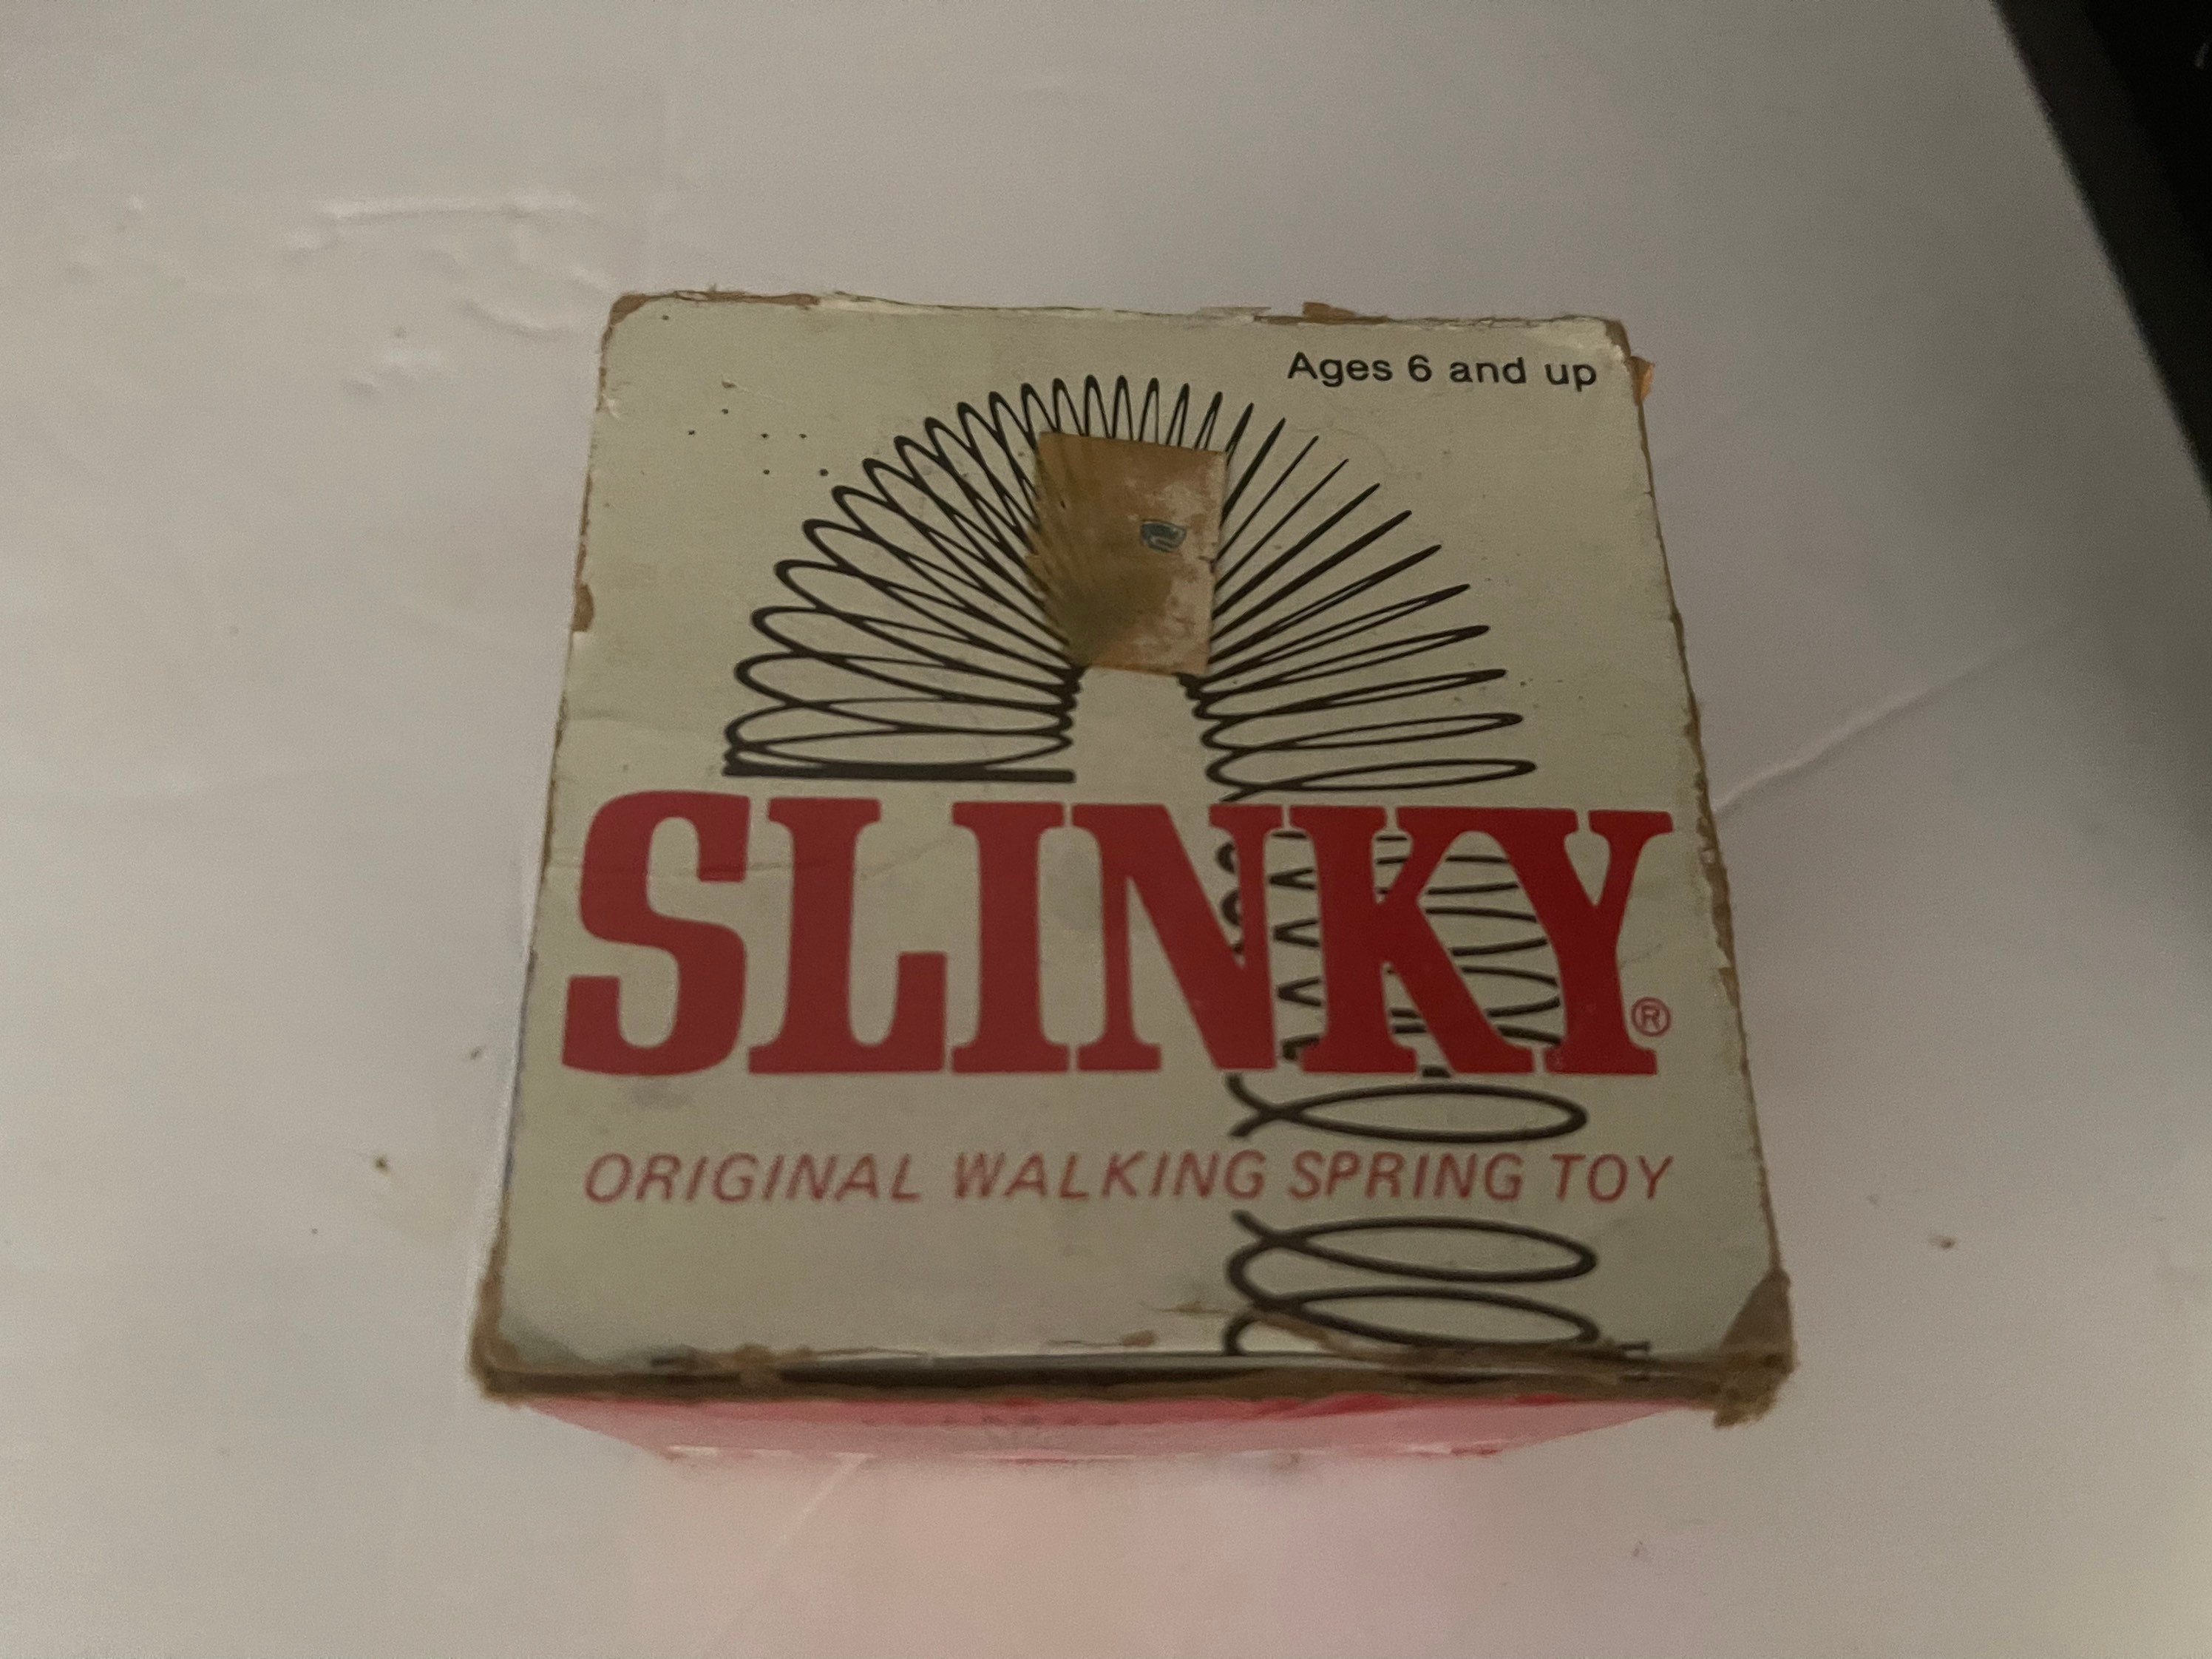 Ages 6 and up
SLINKY®
ORIGINAL WALKING SPRING TOY